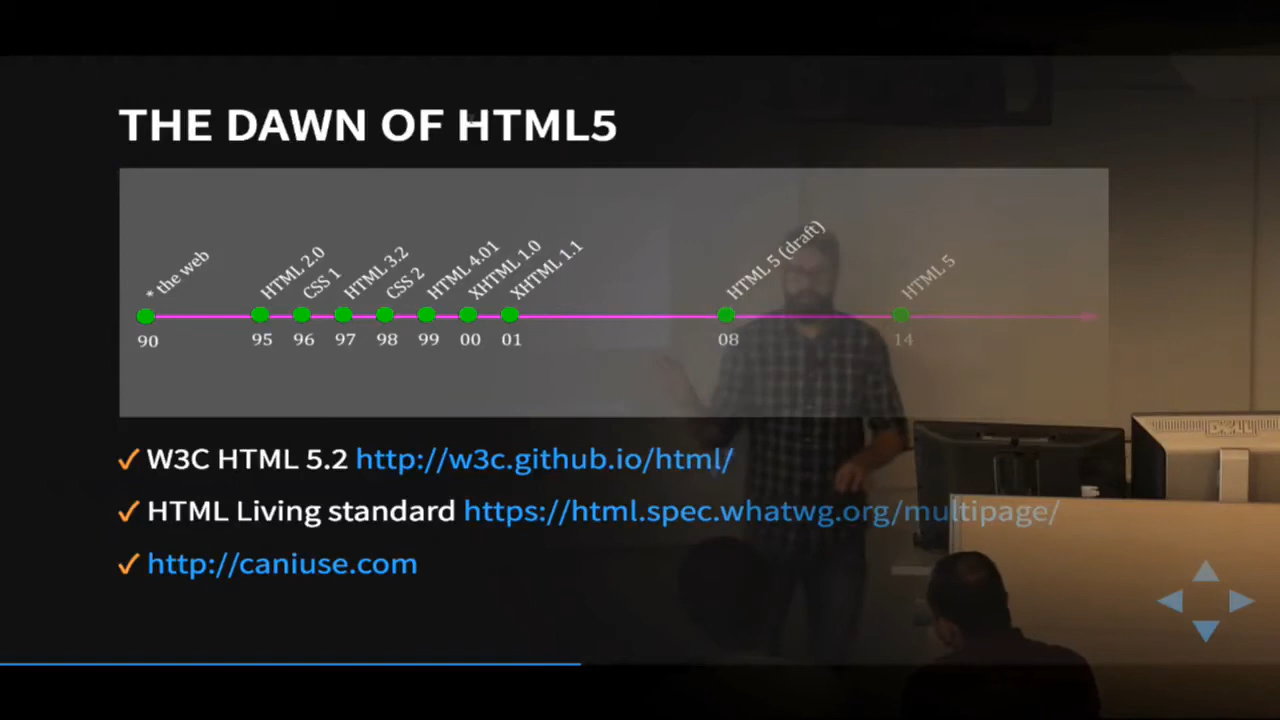 THE DAWN OF HTML5
* the web
HTML 2.0
CSS 1
HTML 3.2
CSS 2
HTML 4.01
XHTML 1.0
XHTML 1.1
HTML 5 (draft)
HTML 5
90 95 96 97 98 99 00 01 08 14
✓ W3C HTML 5.2 http://w3c.github.io/html/
✓ HTML Living standard https://html.spec.whatwg.org/multipage/
✓ http://caniuse.com
DELL